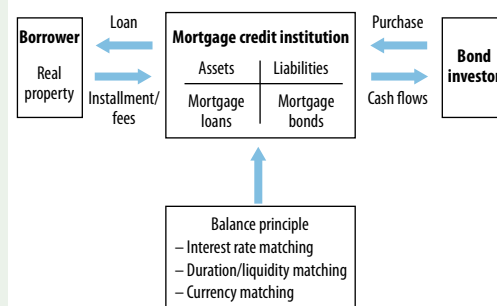 Borrower
Real
property
Loan
Installment/
fees
Mortgage credit institution
Assets
Liabilities
Mortgage
loans
Mortgage
bonds
Purchase
Cash flows
Bond
investor
Balance principle
– Interest rate matching
– Duration/liquidity matching
– Currency matching